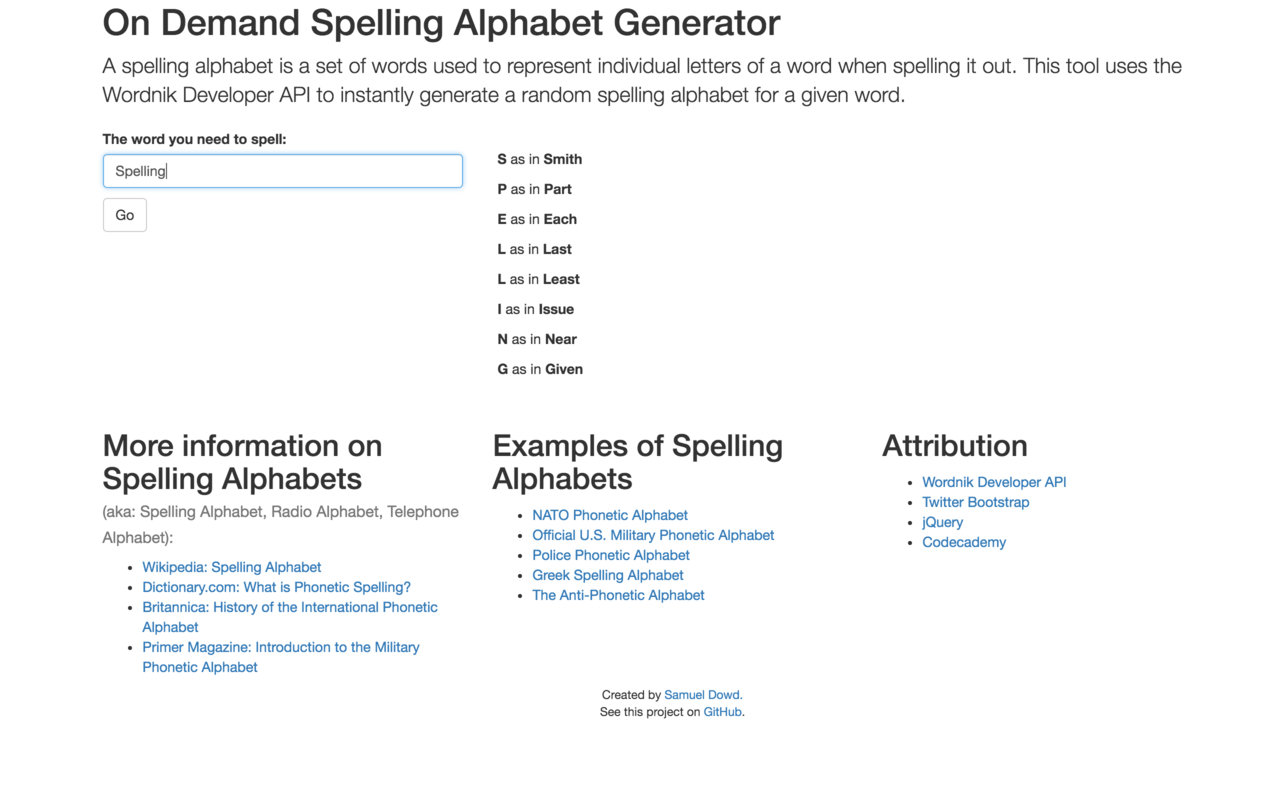 On Demand Spelling Alphabet Generator
A spelling alphabet is a set of words used to represent individual letters of a word when spelling it out. This tool uses the
Wordnik Developer API to instantly generate a random spelling alphabet for a given word.
The word you need to spell:
Spelling
Go
S as in Smith
P as in Part
E as in Each
L as in Last
L as in Least
I as in Issue
N as in Near
G as in Given
More information on
Spelling Alphabets
(aka: Spelling Alphabet, Radio Alphabet, Telephone
Alphabet):
Wikipedia: Spelling Alphabet
Dictionary.com: What is Phonetic Spelling?
Britannica: History of the International Phonetic
Alphabet
Primer Magazine: Introduction to the Military
Phonetic Alphabet
Examples of Spelling
Alphabets
NATO Phonetic Alphabet
Official U.S. Military Phonetic Alphabet
Police Phonetic Alphabet
Greek Spelling Alphabet
The Anti-Phonetic Alphabet
Attribution
Wordnik Developer API
Twitter Bootstrap
jQuery
Codecademy
Created by Samuel Dowd.
See this project on GitHub.